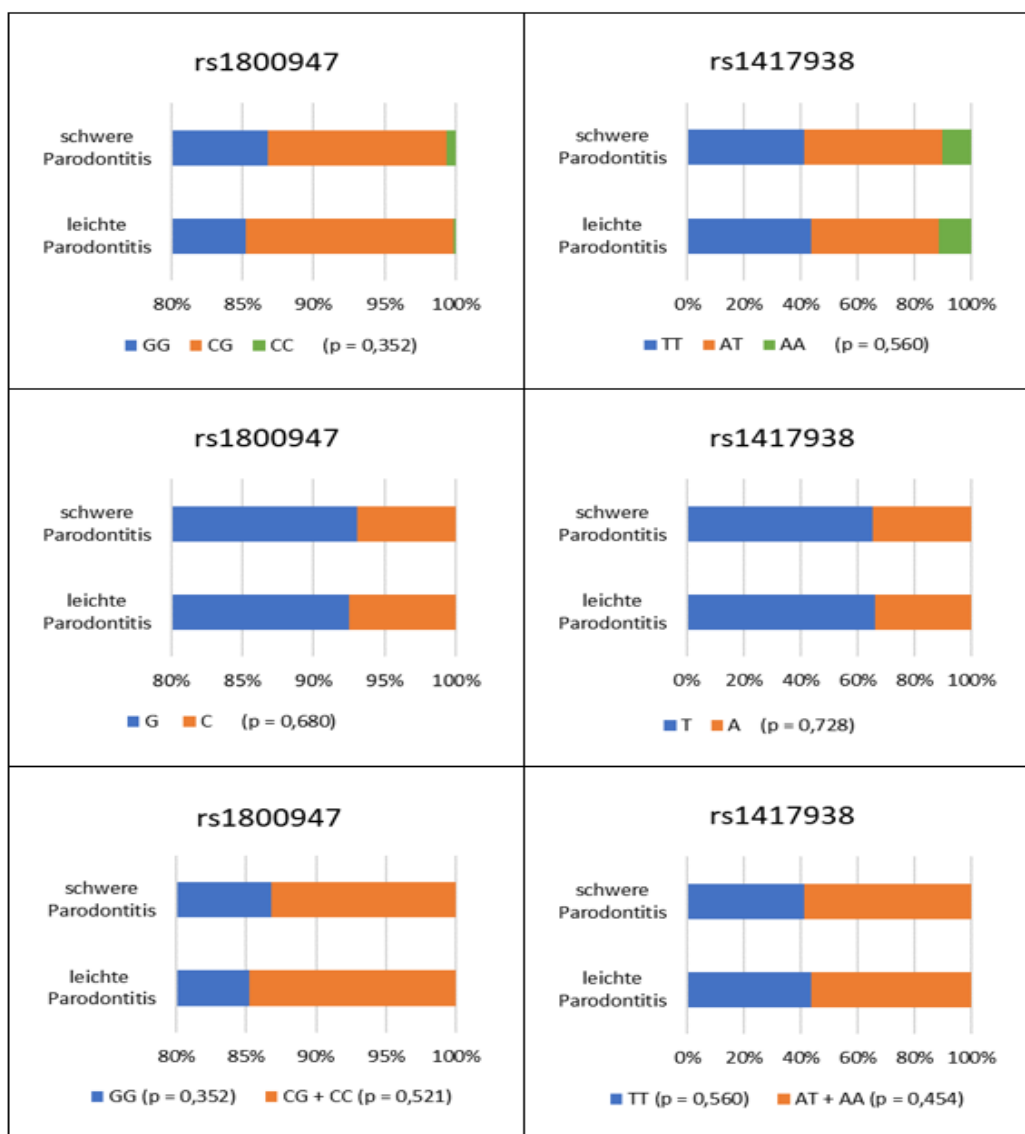 rs1800947
schwere
Parodontitis
leichte
Parodontitis
80% 85% 90% 95% 100%
GG CG CC (p = 0,352)
rs1417938
schwere
Parodontitis
leichte
Parodontitis
0% 20% 40% 60% 80% 100%
TT AT AA (p = 0,560)
rs1800947
schwere
Parodontitis
leichte
Parodontitis
80% 85% 90% 95% 100%
G C (p = 0,680)
rs1417938
schwere
Parodontitis
leichte
Parodontitis
0% 20% 40% 60% 80% 100%
T A (p = 0,728)
rs1800947
schwere
Parodontitis
leichte
Parodontitis
80% 85% 90% 95% 100%
GG (p = 0,352) CG + CC (p = 0,521)
rs1417938
schwere
Parodontitis
leichte
Parodontitis
0% 20% 40% 60% 80% 100%
TT (p = 0,560) AT + AA (p = 0,454)